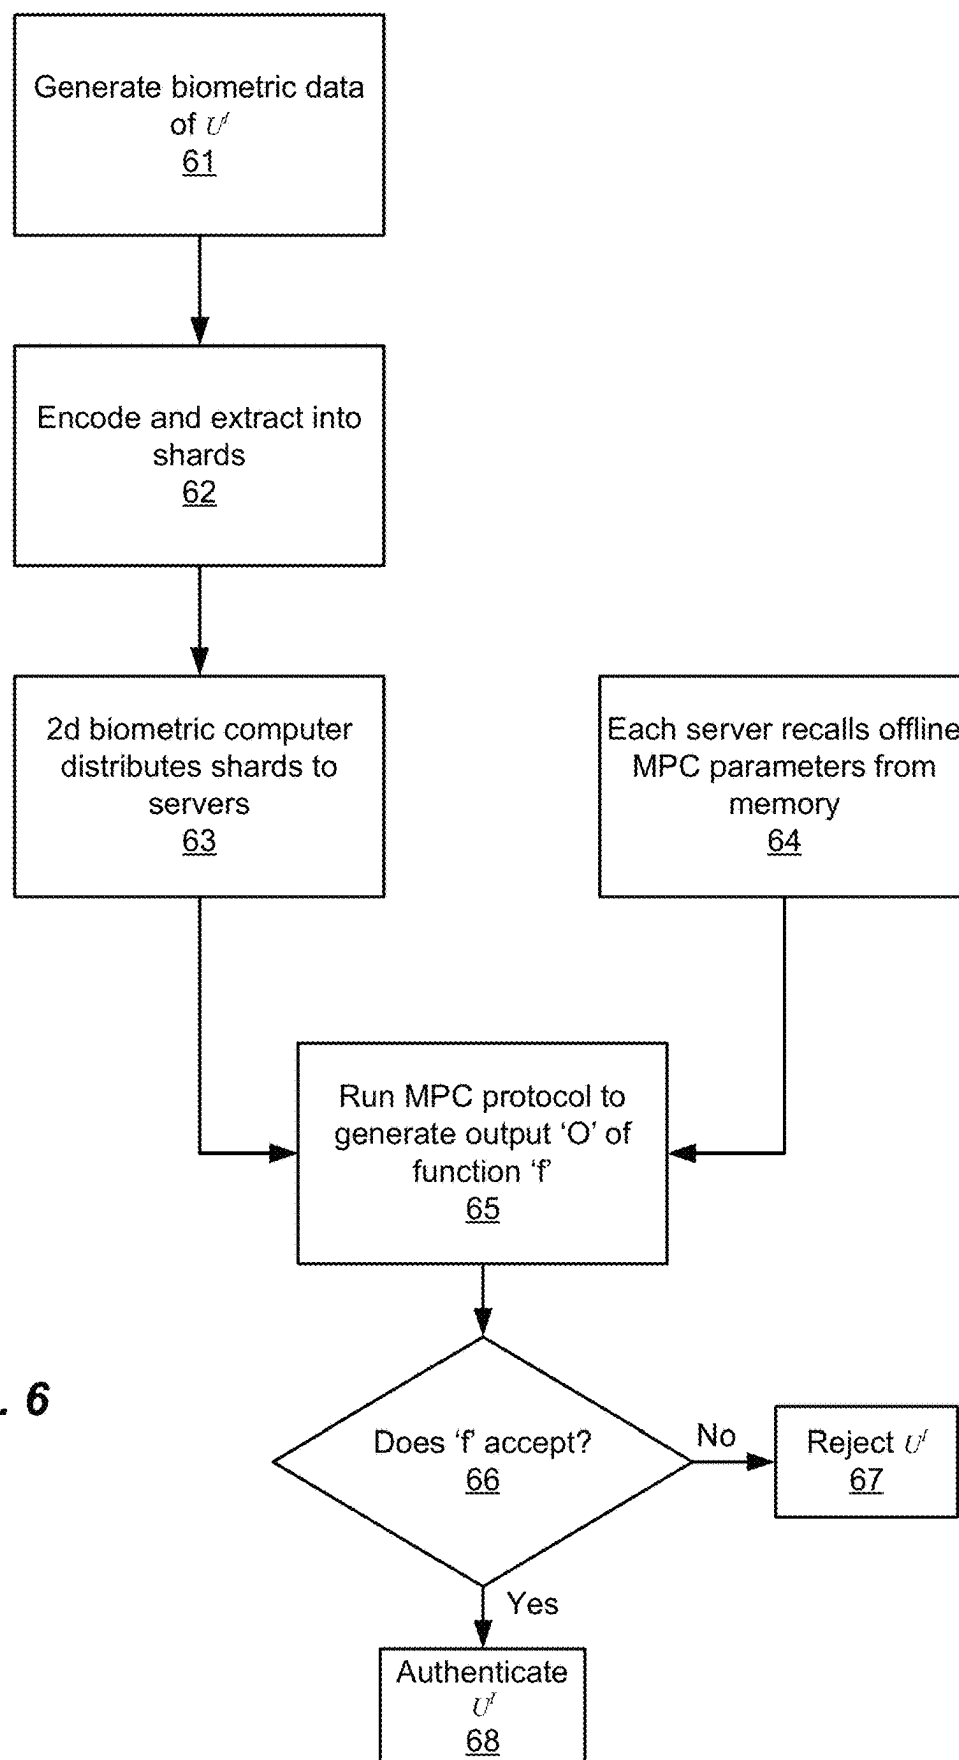 Generate biometric data
of U^I
61
Encode and extract into
shards
62
2d biometric computer
distributes shards to
servers
63
Each server recalls offline
MPC parameters from
memory
64
Run MPC protocol to
generate output ‘O’ of
function ‘f’
65
. 6
Does ‘f’ accept?
66
No
Reject U^I
67
Yes
Authenticate
U^I
68